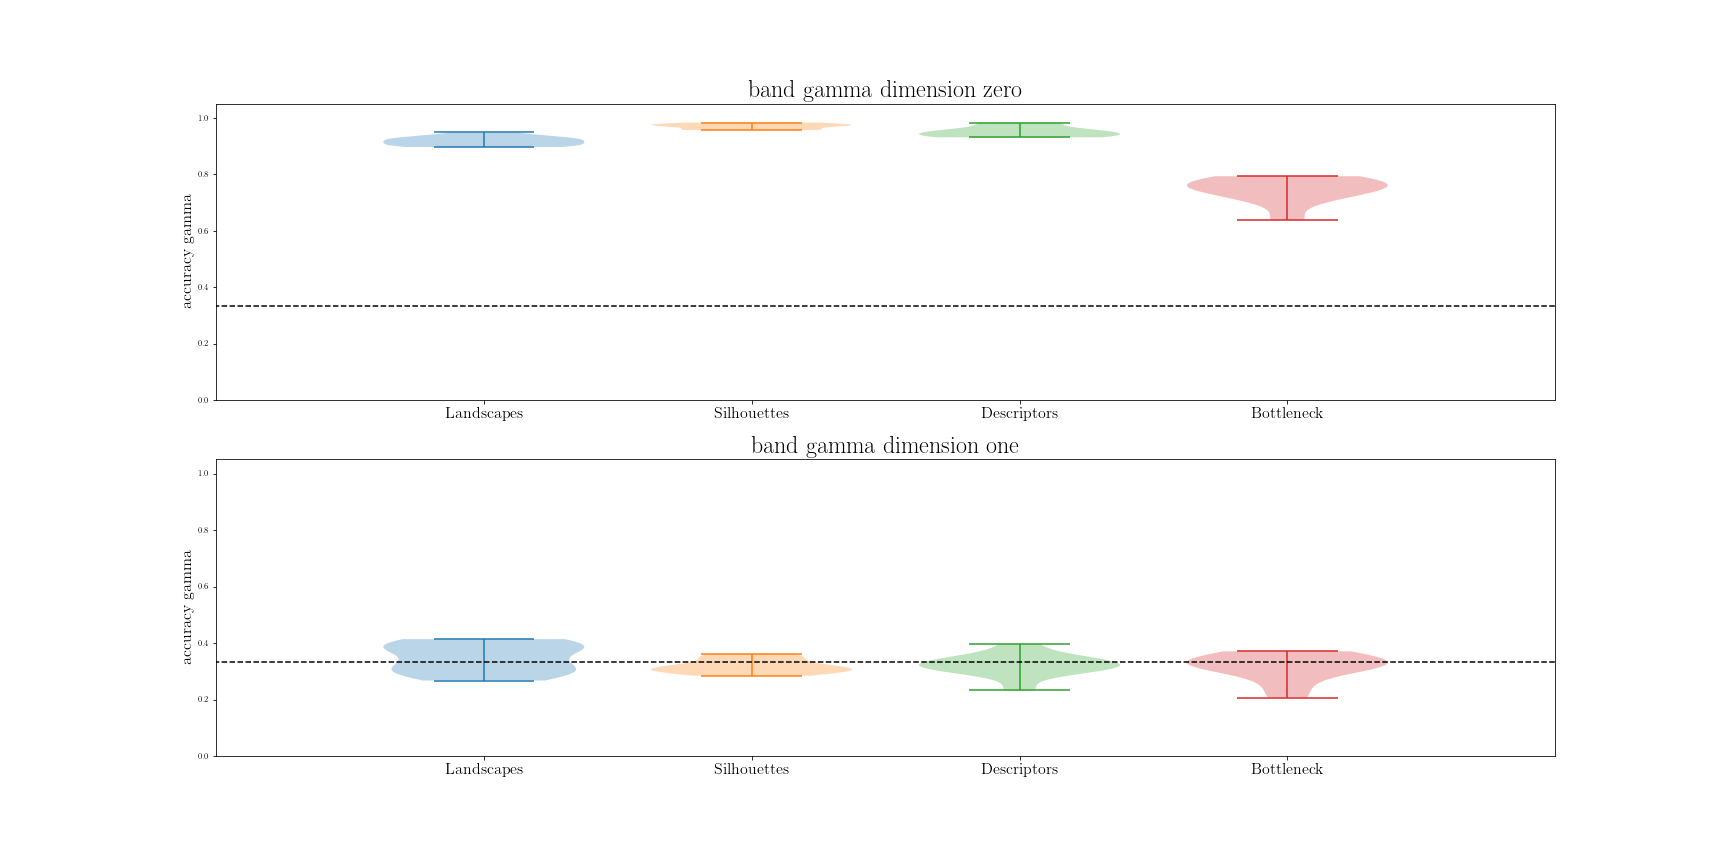 band gamma dimension zero
accuracy gamma
1.0
0.8
0.6
0.4
0.2
0.0
Landscapes Silhouettes Descriptors Bottleneck
band gamma dimension one
accuracy gamma
1.0
0.8
0.6
0.4
0.2
0.0
Landscapes Silhouettes Descriptors Bottleneck